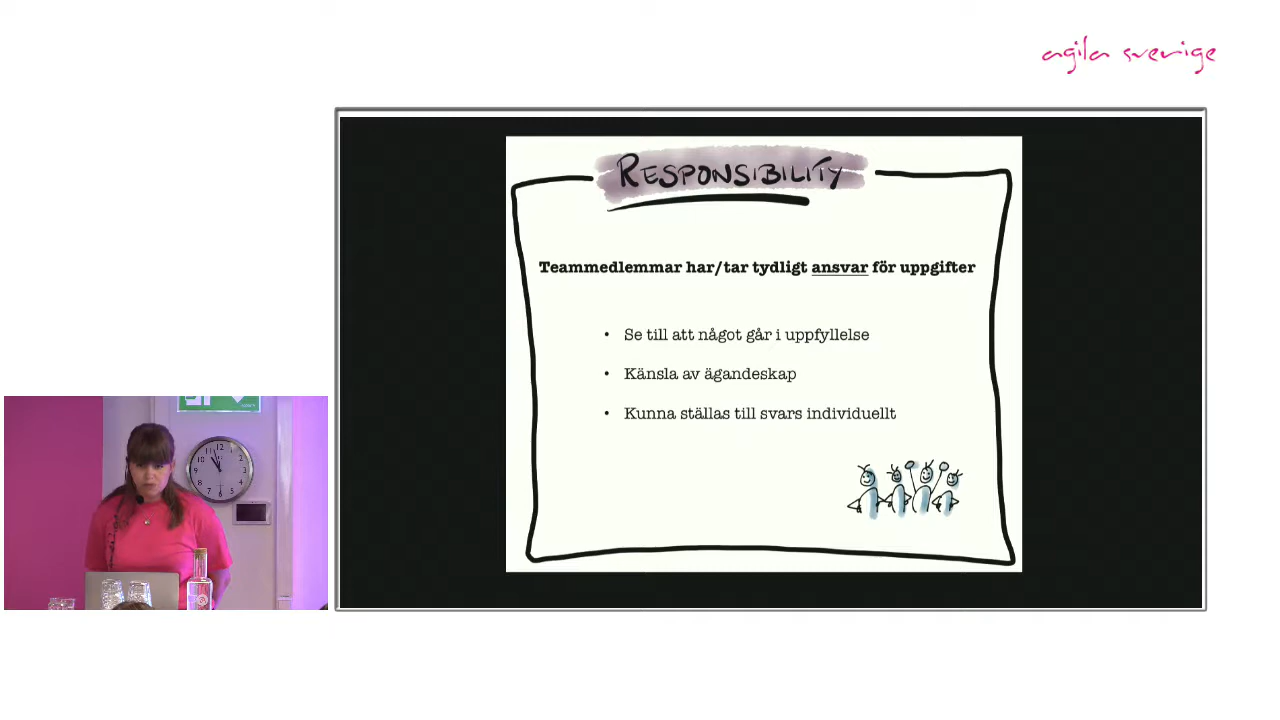 agila sverige
RESPONSIBILITY
Teammedlemmar har/tar tydligt ansvar för uppgifter
• Se till att något går i uppfyllelse
• Känsla av ägandeskap
• Kunna ställas till svars individuellt